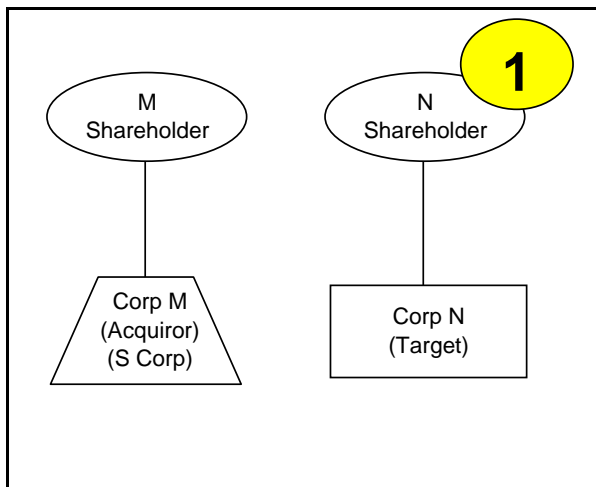 1
M
Shareholder
N
Shareholder
Corp M
(Acquiror)
(S Corp)
Corp N
(Target)